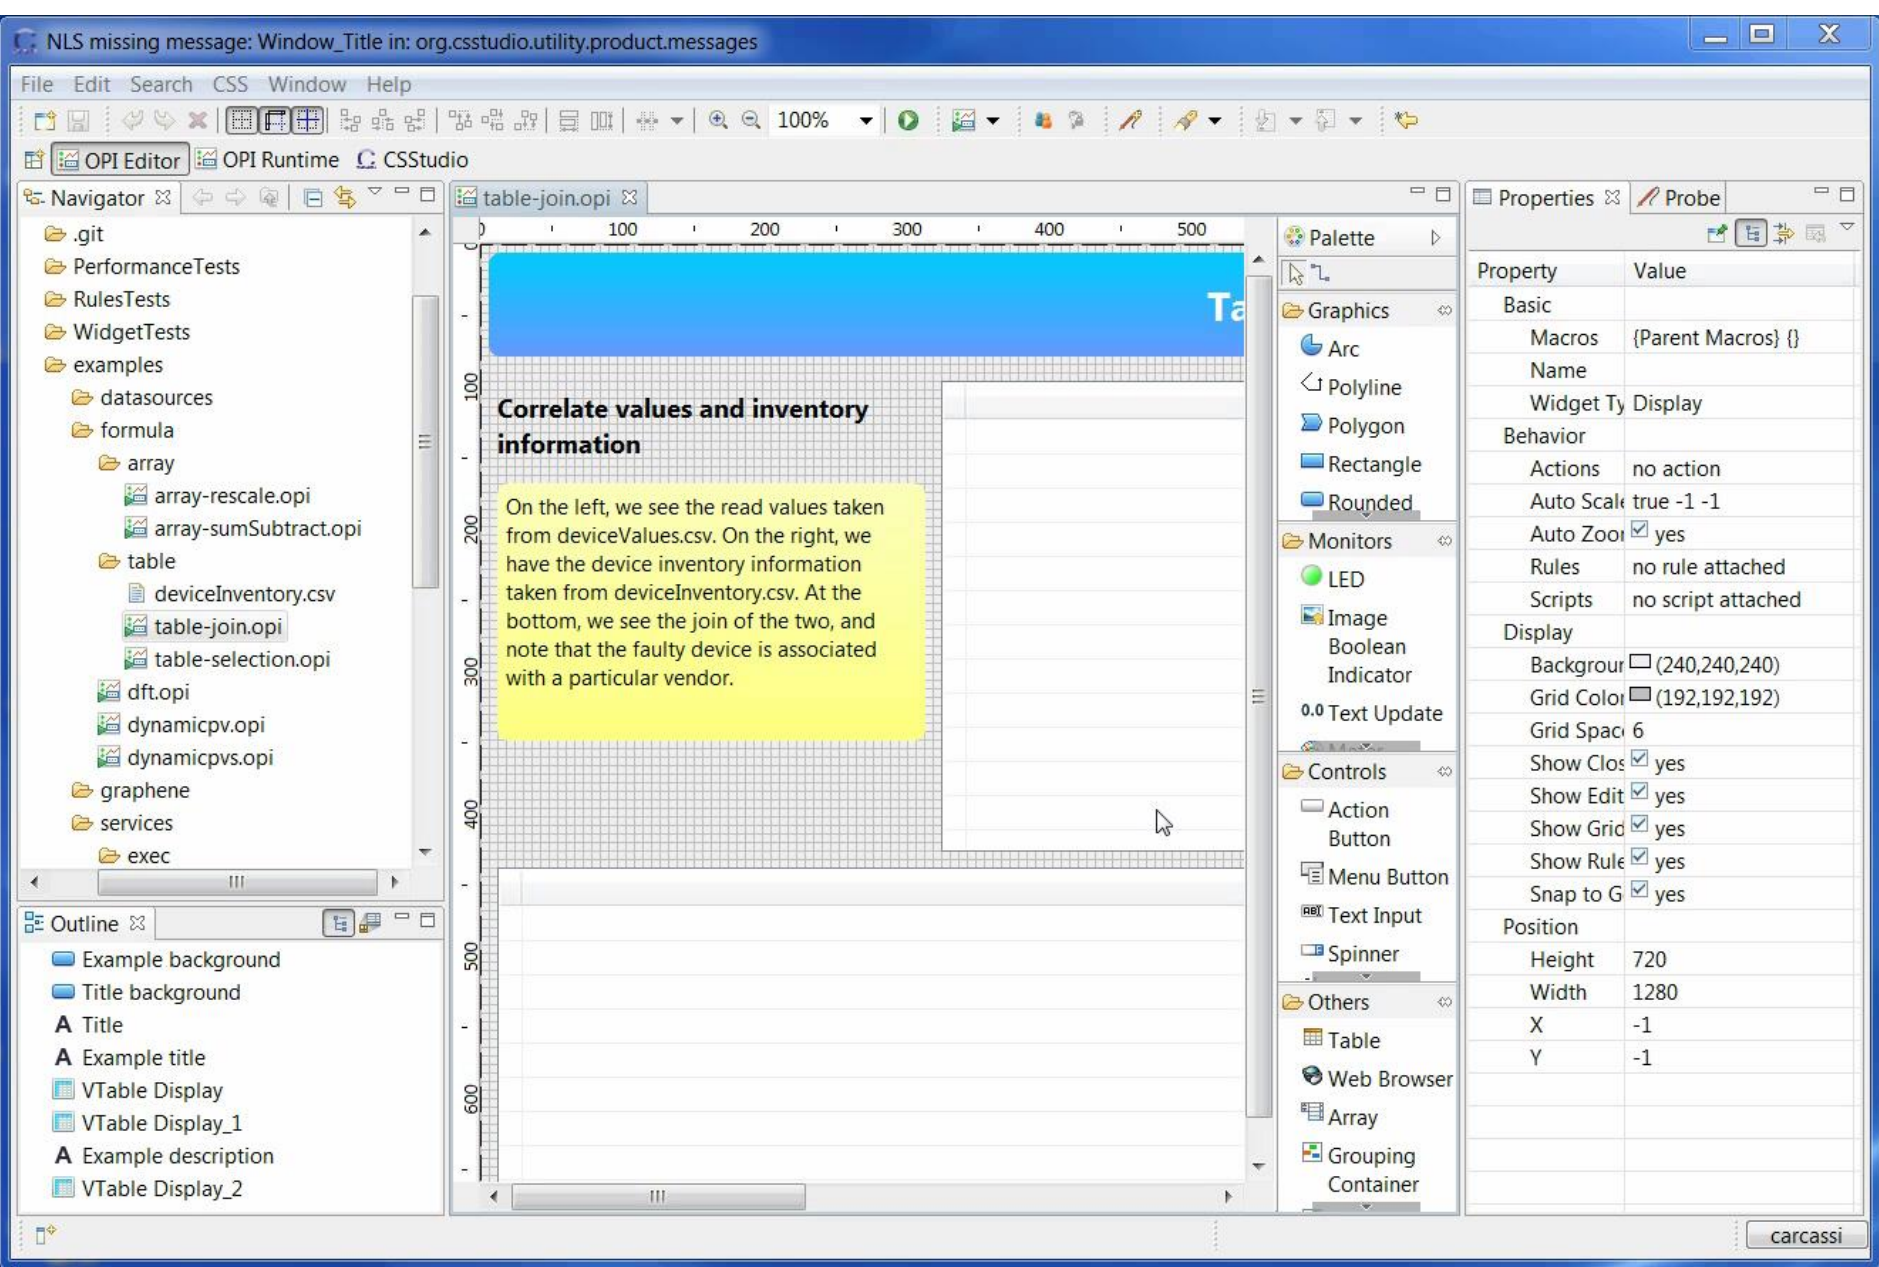 NLS missing message: Window_Title in: org.csstudio.utility.product.messages
File Edit Search CSS Window Help
100%
OPI Editor OPI Runtime CSStudio
Navigator
.git
PerformanceTests
RulesTests
WidgetTests
examples
datasources
formula
array
array-rescale.opi
array-sumSubtract.opi
table
deviceInventory.csv
table-join.opi
table-selection.opi
dft.opi
dynamicpv.opi
dynamicpvs.opi
graphene
services
exec
Outline
Example background
Title background
A Title
A Example title
VTable Display
VTable Display_1
A Example description
VTable Display_2
table-join.opi
0 100 200 300 400 500
0
100
200
300
400
500
600
Ta
Correlate values and inventory
information
On the left, we see the read values taken
from deviceValues.csv. On the right, we
have the device inventory information
taken from deviceInventory.csv. At the
bottom, we see the join of the two, and
note that the faulty device is associated
with a particular vendor.
Palette
Graphics
Arc
Polyline
Polygon
Rectangle
Rounded
Monitors
LED
Image
Boolean
Indicator
0.0 Text Update
Controls
Action
Button
Menu Button
Text Input
Spinner
Others
Table
Web Browser
Array
Grouping
Container
Properties Probe
Property Value
Basic
Macros {Parent Macros} {}
Name
Widget Ty Display
Behavior
Actions no action
Auto Scale true -1 -1
Auto Zoor yes
Rules no rule attached
Scripts no script attached
Display
Backgrour (240,240,240)
Grid Color (192,192,192)
Grid Spac 6
Show Clos yes
Show Edit yes
Show Grid yes
Show Rule yes
Snap to G yes
Position
Height 720
Width 1280
X -1
Y -1
carcassi